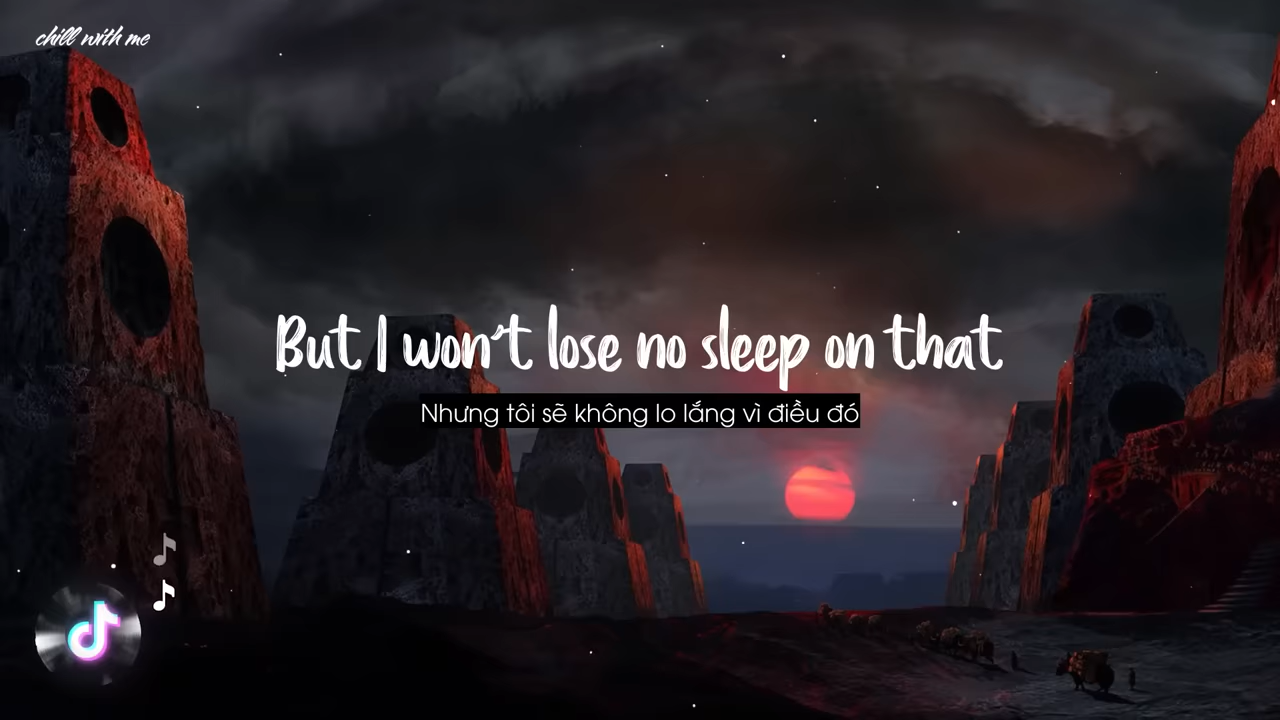 chill with me
But I won't lose no sleep on that
Nhưng tôi sẽ không lo lắng vì điều đó